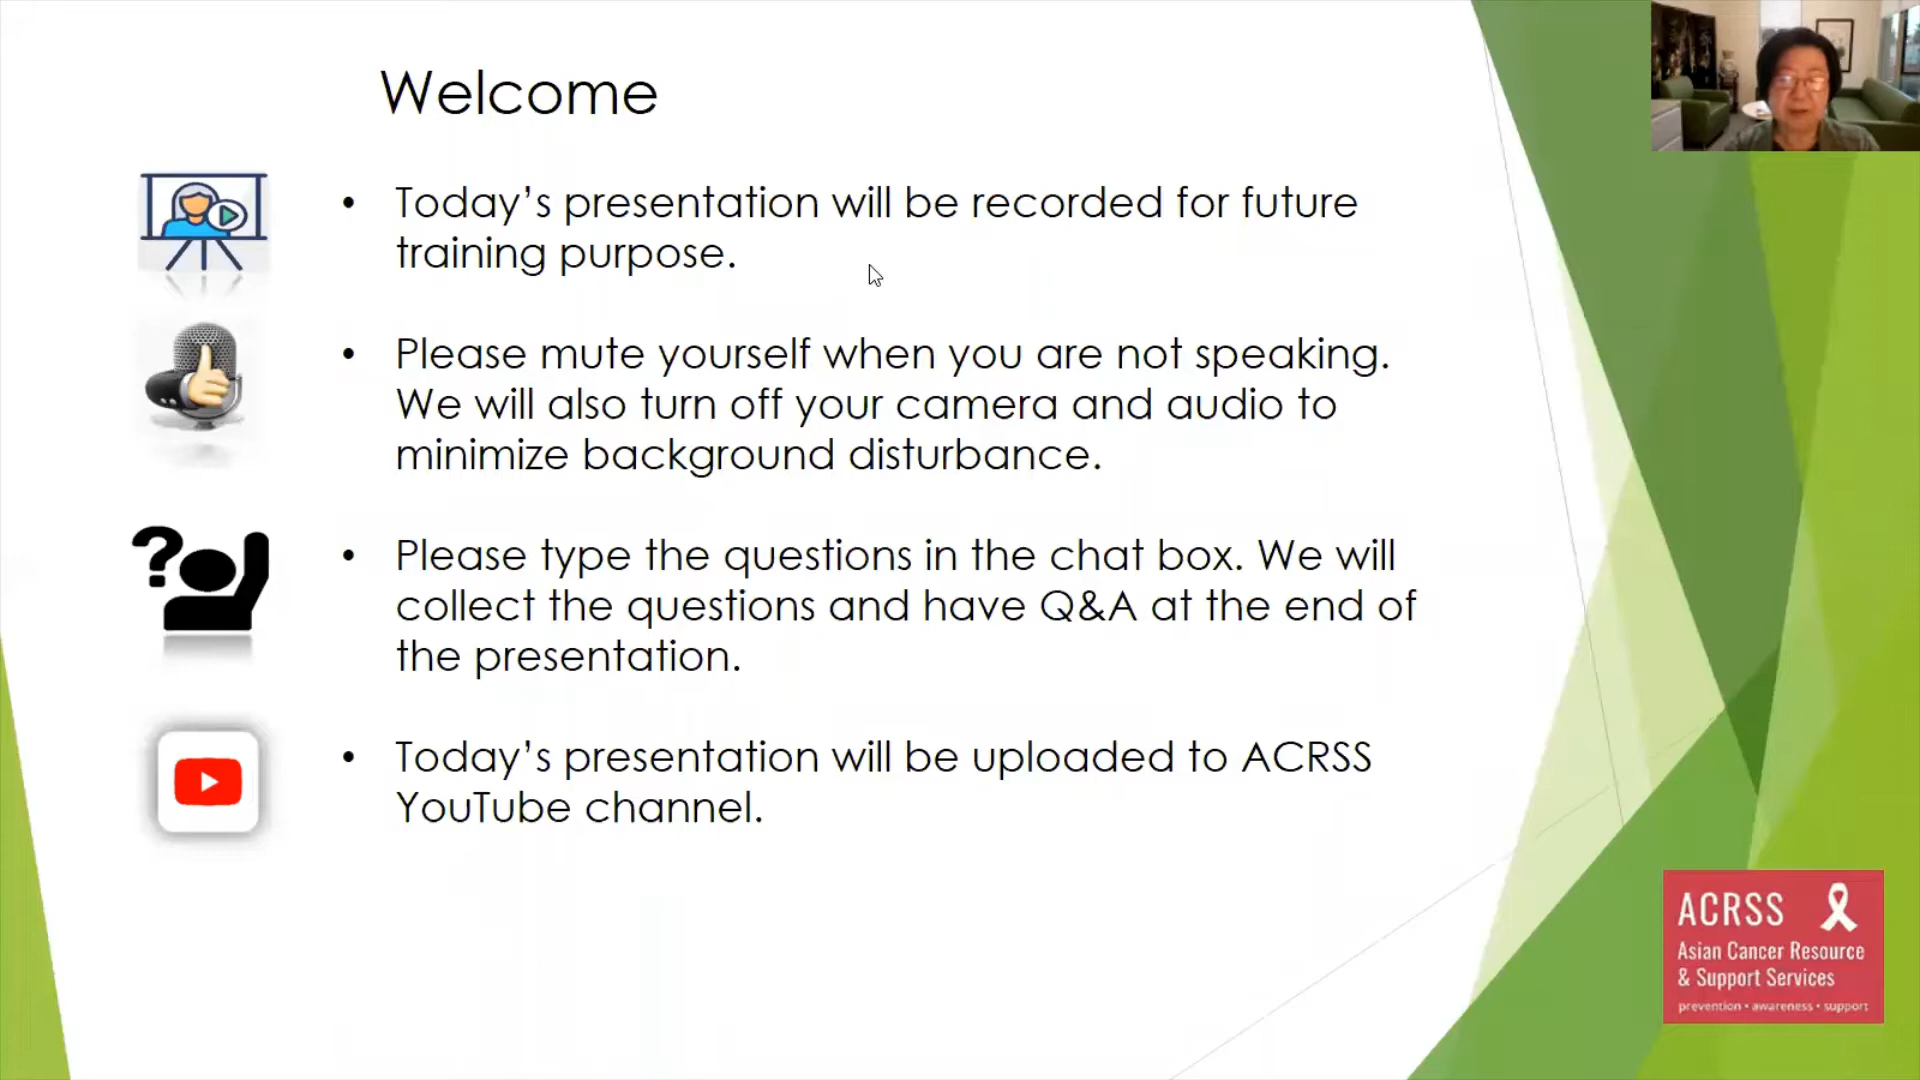 Welcome
• Today’s presentation will be recorded for future
training purpose.
• Please mute yourself when you are not speaking.
We will also turn off your camera and audio to
minimize background disturbance.
• Please type the questions in the chat box. We will
collect the questions and have Q&A at the end of
the presentation.
• Today’s presentation will be uploaded to ACRSS
YouTube channel.
ACRSS
Asian Cancer Resource
& Support Services
prevention • awareness • support